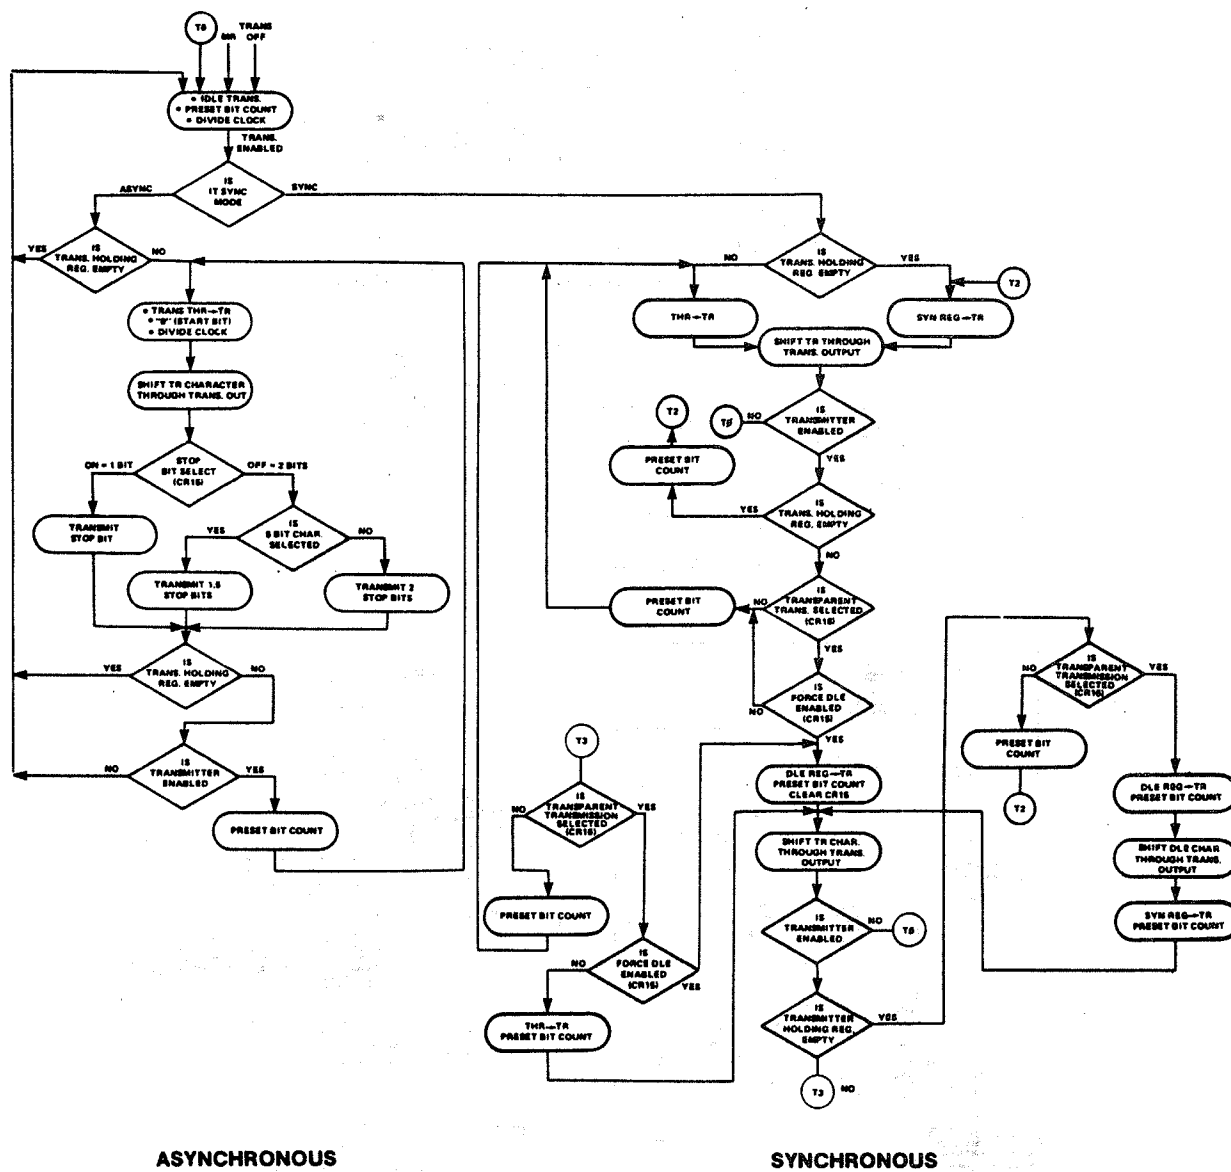 T0
MR
TRANS
OFF
• IDLE TRANS.
• PRESET BIT COUNT
• DIVIDE CLOCK
TRANS.
ENABLED
IS
IT SYNC
MODE
ASYNC
SYNC
IS
TRANS. HOLDING
REG. EMPTY
YES
NO
• TRANS THR→TR
• "0" (START BIT)
• DIVIDE CLOCK
SHIFT TR CHARACTER
THROUGH TRANS. OUT
STOP
BIT SELECT
(CR15)
ON = 1 BIT
OFF = 2 BITS
TRANSMIT
STOP BIT
IS
5 BIT CHAR.
SELECTED
YES
NO
TRANSMIT 1.5
STOP BITS
TRANSMIT 2
STOP BITS
IS
TRANS. HOLDING
REG. EMPTY
YES
NO
IS
TRANSMITTER
ENABLED
NO
YES
PRESET BIT COUNT
IS
TRANS. HOLDING
REG. EMPTY
NO
YES
T2
THR→TR
SYN REG→TR
SHIFT TR THROUGH
TRANS. OUTPUT
IS
TRANSMITTER
ENABLED
NO
T0
YES
T2
PRESET BIT
COUNT
IS
TRANS. HOLDING
REG. EMPTY
YES
NO
IS
TRANSPARENT
TRANS. SELECTED
(CR16)
NO
PRESET BIT
COUNT
YES
IS
FORCE DLE
ENABLED
(CR15)
NO
YES
DLE REG→TR
PRESET BIT COUNT
CLEAR CR15
SHIFT TR CHAR.
THROUGH TRANS.
OUTPUT
IS
TRANSMITTER
ENABLED
NO
T0
IS
TRANSMITTER
HOLDING REG.
EMPTY
YES
T3
NO
T3
IS
TRANSPARENT
TRANSMISSION
SELECTED
(CR16)
NO
YES
PRESET BIT COUNT
IS
FORCE DLE
ENABLED
(CR15)
NO
YES
THR→TR
PRESET BIT COUNT
IS
TRANSPARENT
TRANSMISSION
SELECTED
(CR16)
NO
YES
PRESET BIT
COUNT
T2
DLE REG→TR
PRESET BIT COUNT
SHIFT DLE CHAR.
THROUGH TRANS.
OUTPUT
SYN REG→TR
PRESET BIT COUNT
ASYNCHRONOUS
SYNCHRONOUS